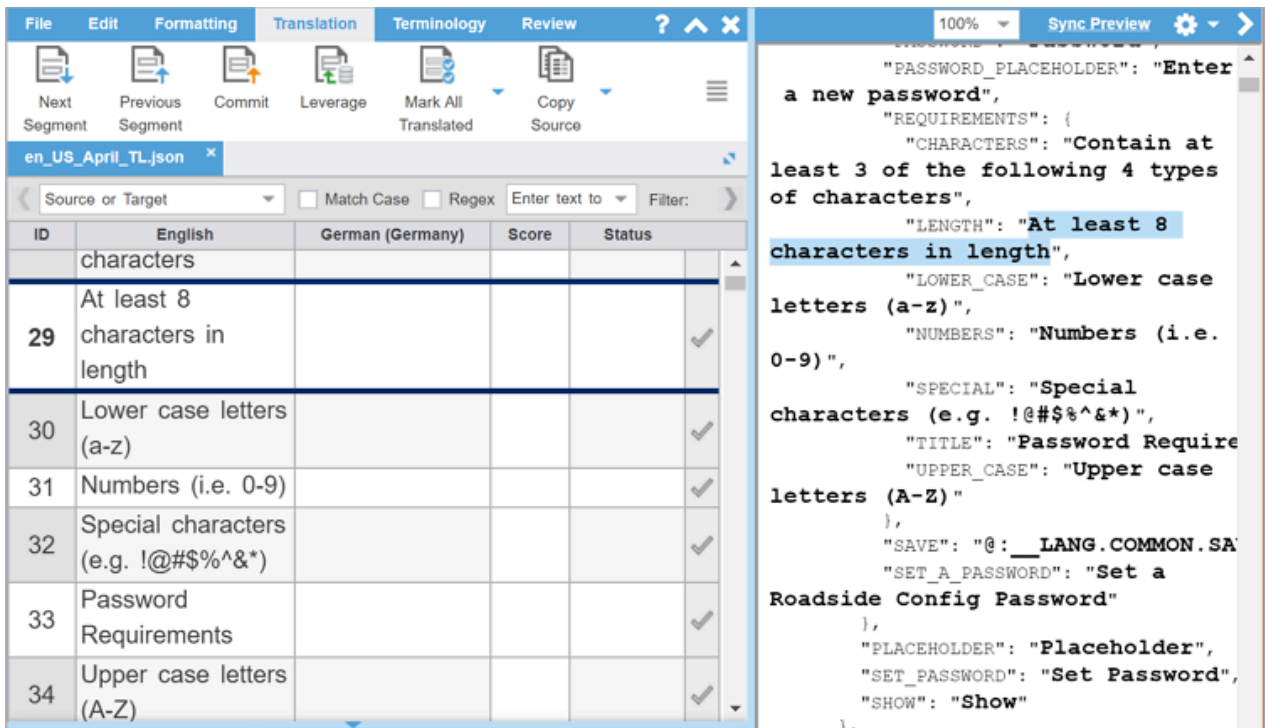 File Edit Formatting Translation Terminology Review ?
Next Segment
Previous Segment
Commit
Leverage
Mark All Translated
Copy Source
en_US_April_TL.json ×
Source or Target Match Case Regex Enter text to Filter:
ID English German (Germany) Score Status
characters
29 At least 8
characters in
length
30 Lower case letters
(a-z)
31 Numbers (i.e. 0-9)
32 Special characters
(e.g. !@#$%^&*)
33 Password
Requirements
34 Upper case letters
(A-Z)
100% Sync Preview
"PASSWORD": "Password",
"PASSWORD_PLACEHOLDER": "Enter
a new password",
"REQUIREMENTS": {
"CHARACTERS": "Contain at
least 3 of the following 4 types
of characters",
"LENGTH": "At least 8
characters in length",
"LOWER_CASE": "Lower case
letters (a-z)",
"NUMBERS": "Numbers (i.e.
0-9)",
"SPECIAL": "Special
characters (e.g. !@#$%^&*)",
"TITLE": "Password Require
"UPPER_CASE": "Upper case
letters (A-Z)"
},
"SAVE": "@:__LANG.COMMON.SA
"SET_A_PASSWORD": "Set a
Roadside Config Password"
},
"PLACEHOLDER": "Placeholder",
"SET_PASSWORD": "Set Password",
"SHOW": "Show"
},